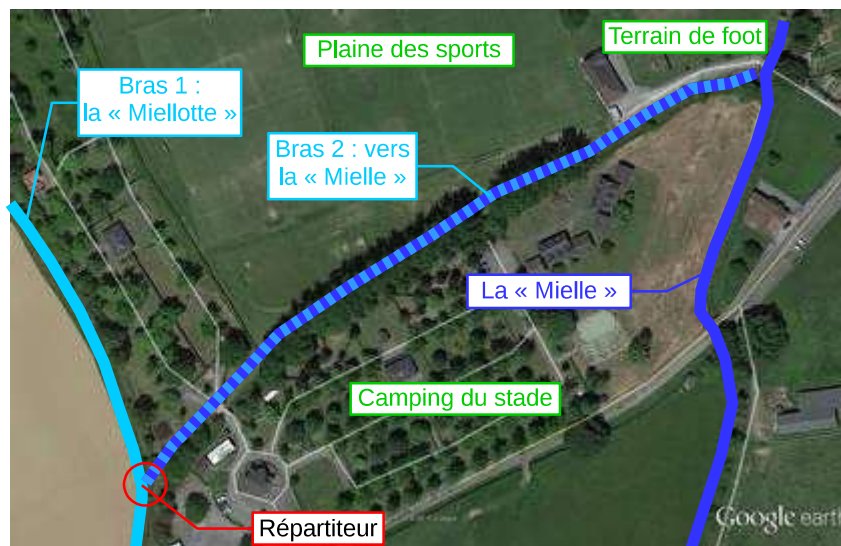 Plaine des sports
Terrain de foot
Bras 1 :
la « Miellotte »
Bras 2 : vers
la « Mielle »
La « Mielle »
Camping du stade
Répartiteur
Google earth